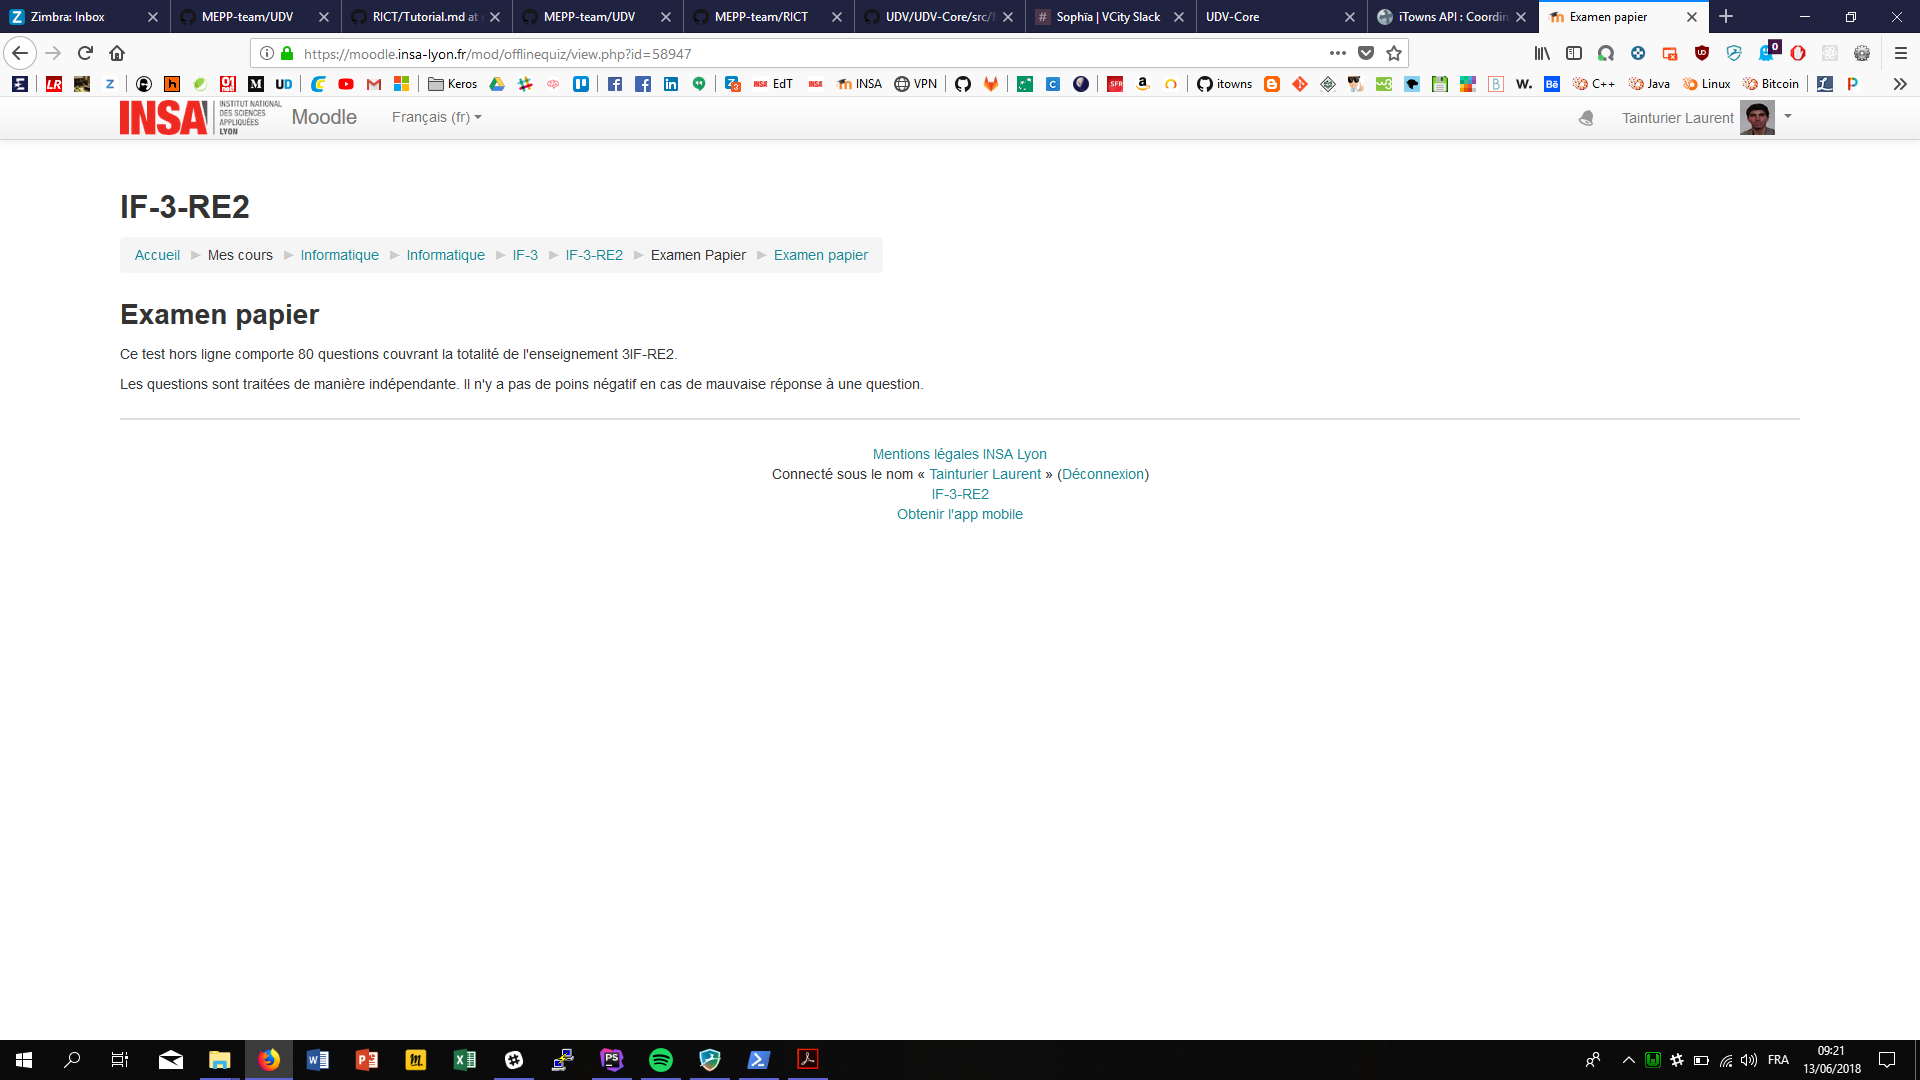 Zimbra: Inbox
MEPP-team/UDV
RICT/Tutorial.md at
MEPP-team/UDV
MEPP-team/RICT
UDV/UDV-Core/src/
Sophïa | VCity Slack
UDV-Core
iTowns API : Coordin
Examen papier
https://moodle.insa-lyon.fr/mod/offlinequiz/view.php?id=58947
0
Keros
EdT
INSA
VPN
itowns
C++
Java
Linux
Bitcoin
INSA
INSTITUT NATIONAL
DES SCIENCES
APPLIQUÉES
LYON
Moodle
Français (fr)
Tainturier Laurent
IF-3-RE2
Accueil ► Mes cours ► Informatique ► Informatique ► IF-3 ► IF-3-RE2 ► Examen Papier ► Examen papier
Examen papier
Ce test hors ligne comporte 80 questions couvrant la totalité de l'enseignement 3IF-RE2.
Les questions sont traitées de manière indépendante. Il n'y a pas de poins négatif en cas de mauvaise réponse à une question.
Mentions légales INSA Lyon
Connecté sous le nom « Tainturier Laurent » (Déconnexion)
IF-3-RE2
Obtenir l'app mobile
FRA
09:21
13/06/2018